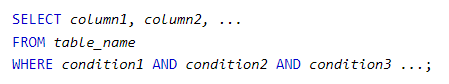 SELECT column1, column2, ...
FROM table_name
WHERE condition1 AND condition2 AND condition3 ...;